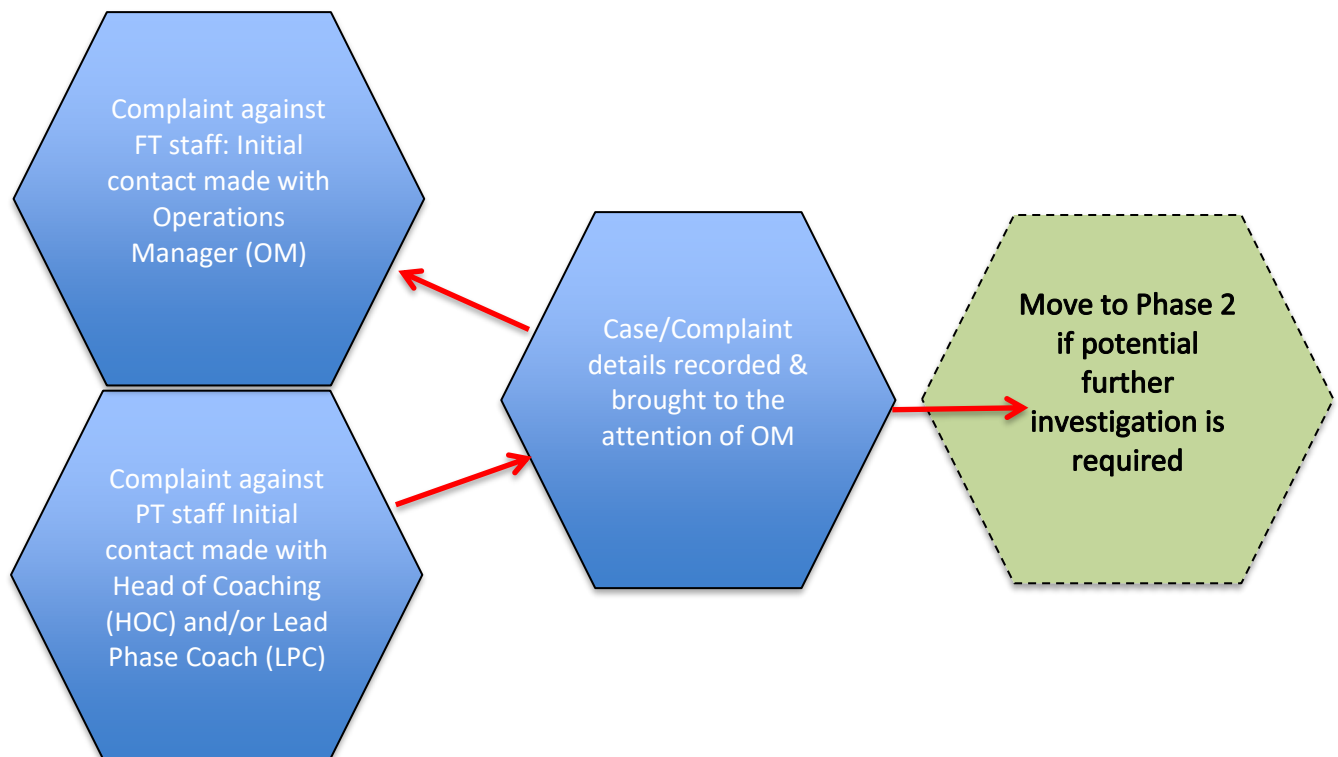 Complaint against
FT staff: Initial
contact made with
Operations
Manager (OM)
Complaint against
PT staff Initial
contact made with
Head of Coaching
(HOC) and/or Lead
Phase Coach (LPC)
Case/Complaint
details recorded &
brought to the
attention of OM
Move to Phase 2
if potential
further
investigation is
required